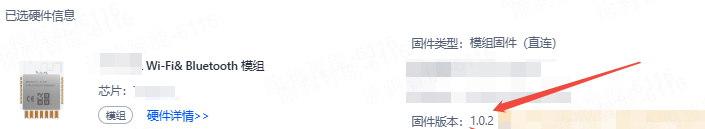 已选硬件信息
Wi-Fi& Bluetooth 模组
芯片:
模组
硬件详情>>
固件类型: 模组固件（直连）
固件版本: 1.0.2